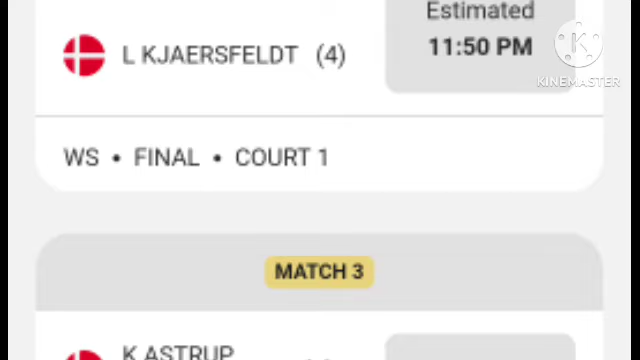 Estimated
L KJAERSFELDT (4)
11:50 PM
KINEMASTER
WS • FINAL • COURT 1
MATCH 3
K ASTRUP